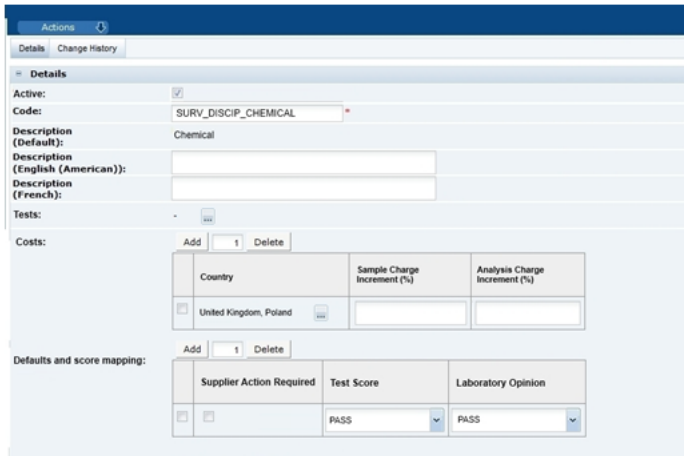 Actions
Details Change History
Details
Active:
Code: SURV_DISCIP_CHEMICAL *
Description
(Default): Chemical
Description
(English (American)):
Description
(French):
Tests: - ...
Costs: Add 1 Delete
Country Sample Charge Increment (%) Analysis Charge Increment (%)
United Kingdom, Poland ...
Defaults and score mapping: Add 1 Delete
Supplier Action Required Test Score Laboratory Opinion
PASS PASS